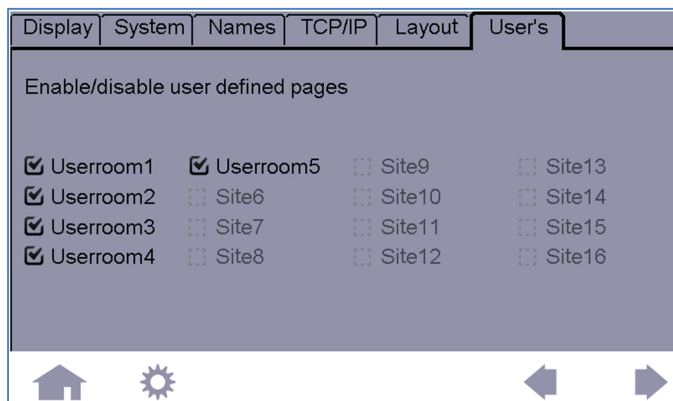 Display System Names TCP/IP Layout User's
Enable/disable user defined pages
Userroom1 Userroom5 Site9 Site13
Userroom2 Site6 Site10 Site14
Userroom3 Site7 Site11 Site15
Userroom4 Site8 Site12 Site16